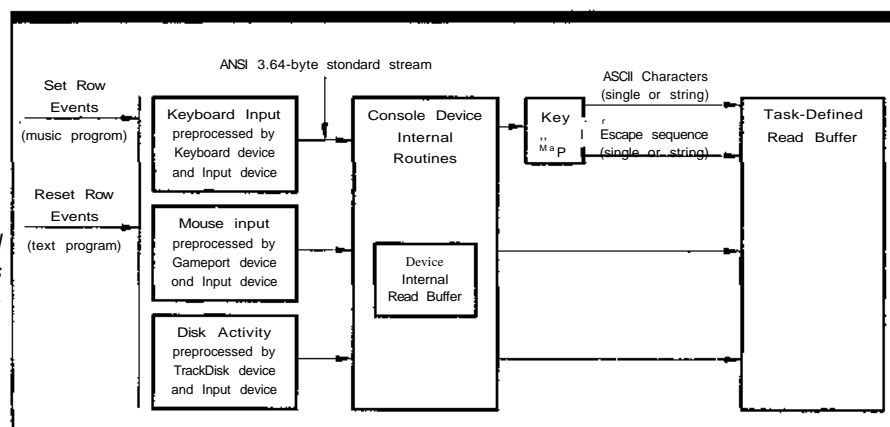 ANSI 3.64-byte stondard stream
Set Row
Events
(music progrom)
Reset Row
Events
(text program)
Keyboard Input
preprocessed by
Keyboard device
and Input device
Mouse input
preprocessed by
Gameport device
ond Input device
Disk Activity
preprocessed by
TrackDisk device
and Input device
Console Device
Internal
Routines
Device
Internal
Read Buffer
Key
MaP
ASCII Characters
(single or string)
Escape sequence
(single or string)
Task-Defined
Read Buffer